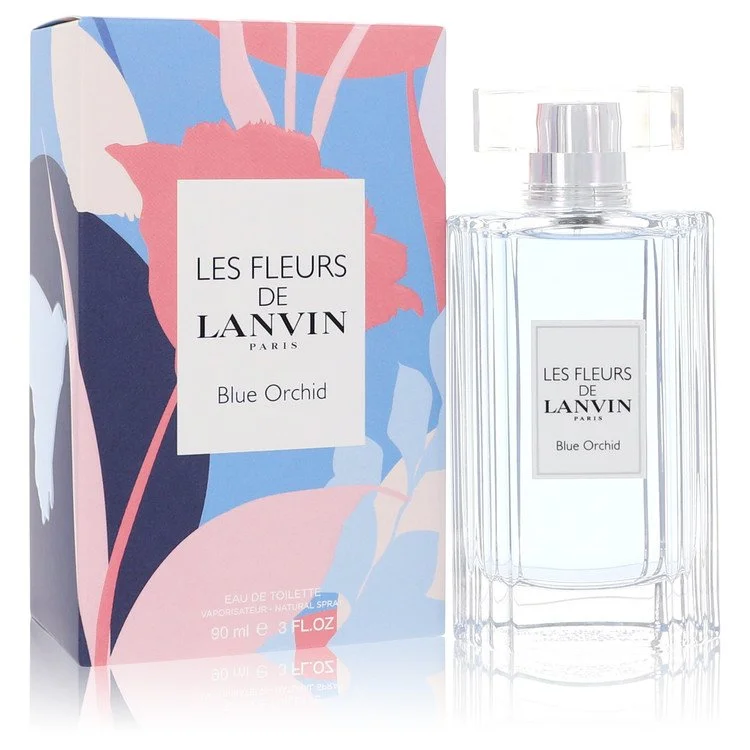 LES FLEURS
DE
LANVIN
PARIS
Blue Orchid
EAU DE TOILETTE
VAPORISATEUR - NATURAL SPRAY
90 ml ℮ 3 FL.OZ
LES FLEURS
DE
LANVIN
PARIS
Blue Orchid